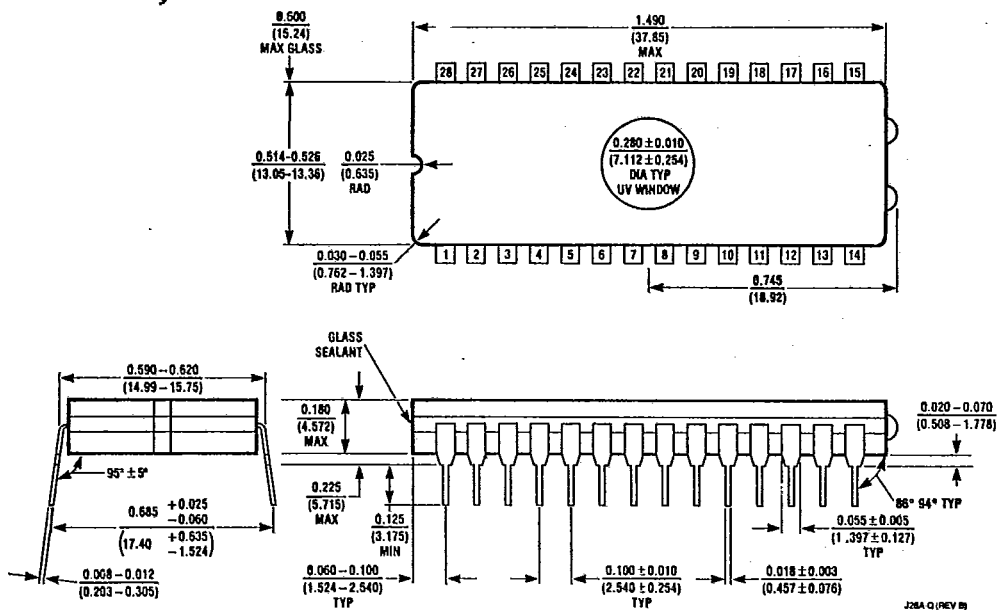 0.600
(15.24)
MAX GLASS
1.490
(37.85)
MAX
28 27 26 25 24 23 22 21 20 19 18 17 16 15
0.514-0.526
(13.05-13.36)
0.025
(0.635)
RAD
0.280 ± 0.010
(7.112 ± 0.254)
DIA TYP
UV WINDOW
0.030 – 0.055
(0.762 – 1.397)
RAD TYP
1 2 3 4 5 6 7 8 9 10 11 12 13 14
0.745
(18.92)
GLASS
SEALANT
0.590 – 0.620
(14.99 – 15.75)
0.180
(4.572)
MAX
0.020 - 0.070
(0.508 – 1.778)
95° ± 5°
0.225
(5.715)
MAX
86° 94° TYP
0.685 +0.025 -0.060
(17.40 +0.635 -1.524)
0.125
(3.175)
MIN
0.055 ± 0.005
(1.397 ± 0.127)
TYP
0.008 – 0.012
(0.203 – 0.305)
0.060 – 0.100
(1.524 – 2.540)
TYP
0.100 ± 0.010
(2.540 ± 0.254)
TYP
0.018 ± 0.003
(0.457 ± 0.076)
J28A Q (REV B)